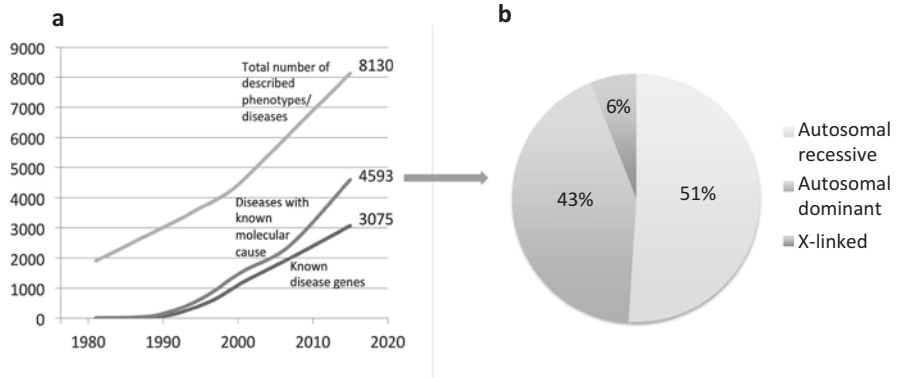 a
9000
8000
7000
6000
5000
4000
3000
2000
1000
0
1980
1990
2000
2010
2020
Total number of
described
phenotypes/
diseases
8130
4593
3075
Diseases with
known
molecular
cause
Known
disease genes
b
6%
43%
51%
Autosomal
recessive
Autosomal
dominant
X-linked